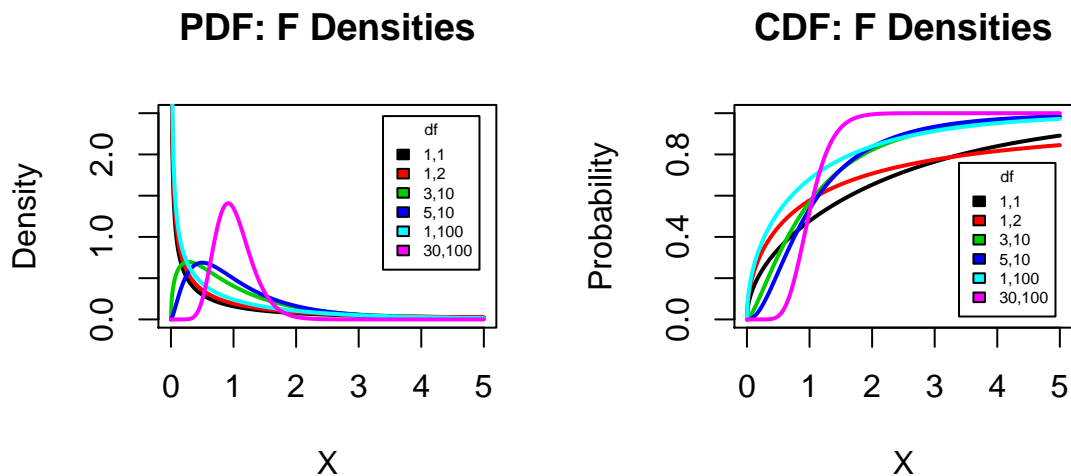 PDF: F Densities
Density
2.0
1.0
0.0
df
1,1
1,2
3,10
5,10
1,100
30,100
0 1 2 3 4 5
X
CDF: F Densities
Probability
0.8
0.4
0.0
df
1,1
1,2
3,10
5,10
1,100
30,100
0 1 2 3 4 5
X